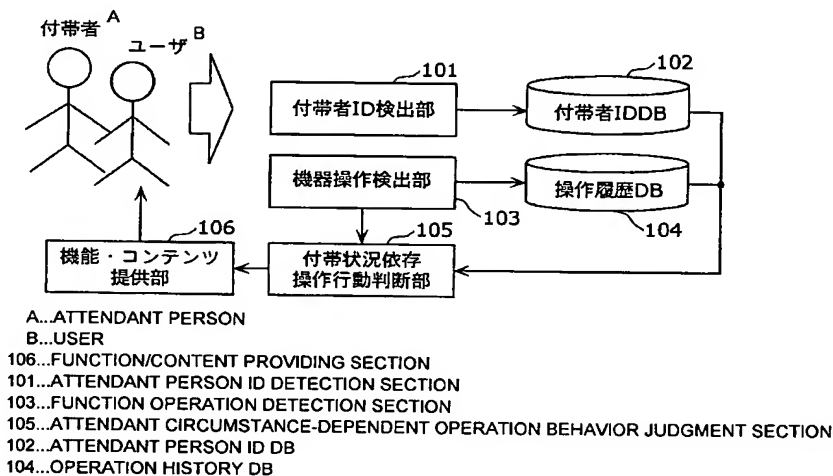 付帯者 A
ユーザ B
101
付帯者ID検出部
102
付帯者IDDB
機器操作検出部
103
操作履歴DB
104
106
機能・コンテンツ
提供部
105
付帯状況依存
操作行動判断部
A...ATTENDANT PERSON
B...USER
106...FUNCTION/CONTENT PROVIDING SECTION
101...ATTENDANT PERSON ID DETECTION SECTION
103...FUNCTION OPERATION DETECTION SECTION
105...ATTENDANT CIRCUMSTANCE-DEPENDENT OPERATION BEHAVIOR JUDGMENT SECTION
102...ATTENDANT PERSON ID DB
104...OPERATION HISTORY DB